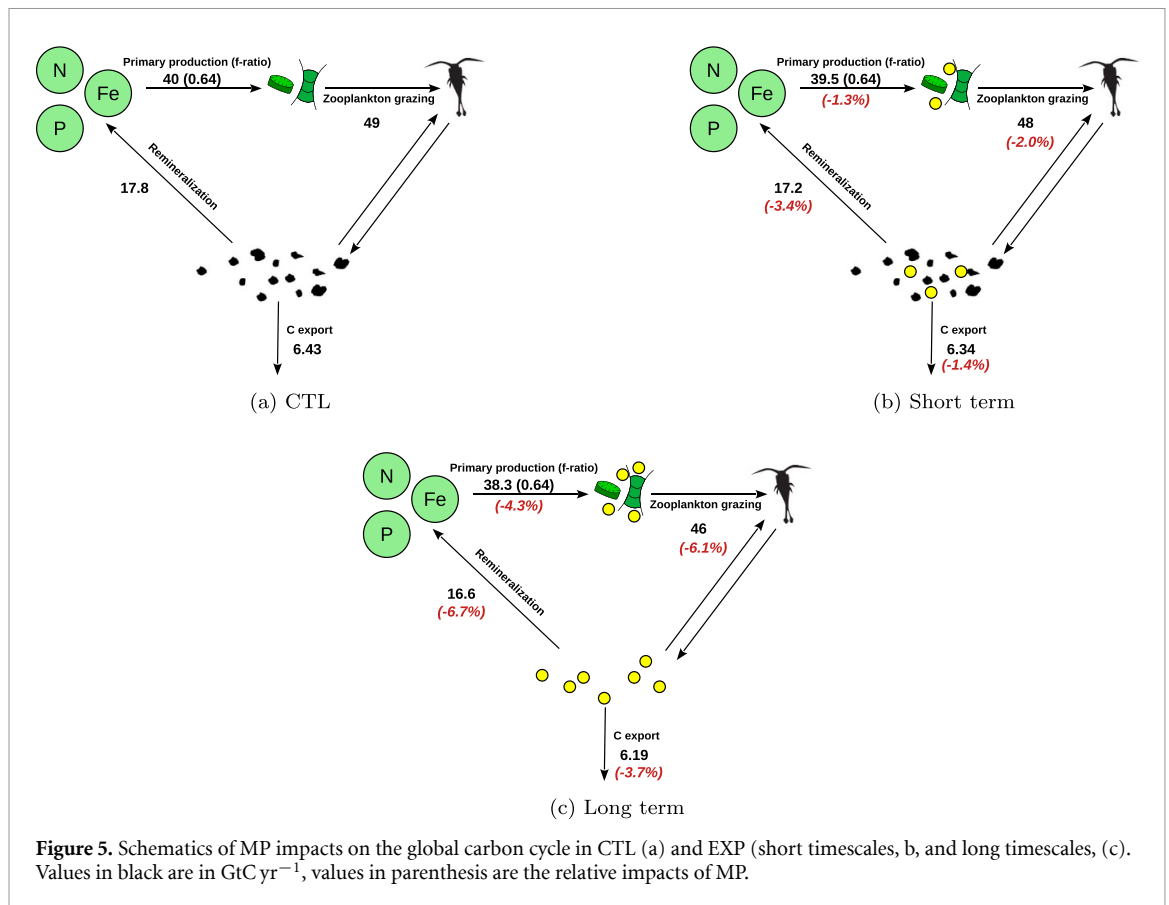 N
Fe
P
Primary production (f-ratio)
40 (0.64)
Zooplankton grazing
49
Remineralization
17.8
C export
6.43
(a) CTL
N
Fe
P
Primary production (f-ratio)
39.5 (0.64)
(-1.3%)
Zooplankton grazing
48
(-2.0%)
Remineralization
17.2
(-3.4%)
C export
6.34
(-1.4%)
(b) Short term
N
Fe
P
Primary production (f-ratio)
38.3 (0.64)
(-4.3%)
Zooplankton grazing
46
(-6.1%)
Remineralization
16.6
(-6.7%)
C export
6.19
(-3.7%)
(c) Long term
Figure 5. Schematics of MP impacts on the global carbon cycle in CTL (a) and EXP (short timescales, b, and long timescales, (c).
Values in black are in GtC yr−1, values in parenthesis are the relative impacts of MP.